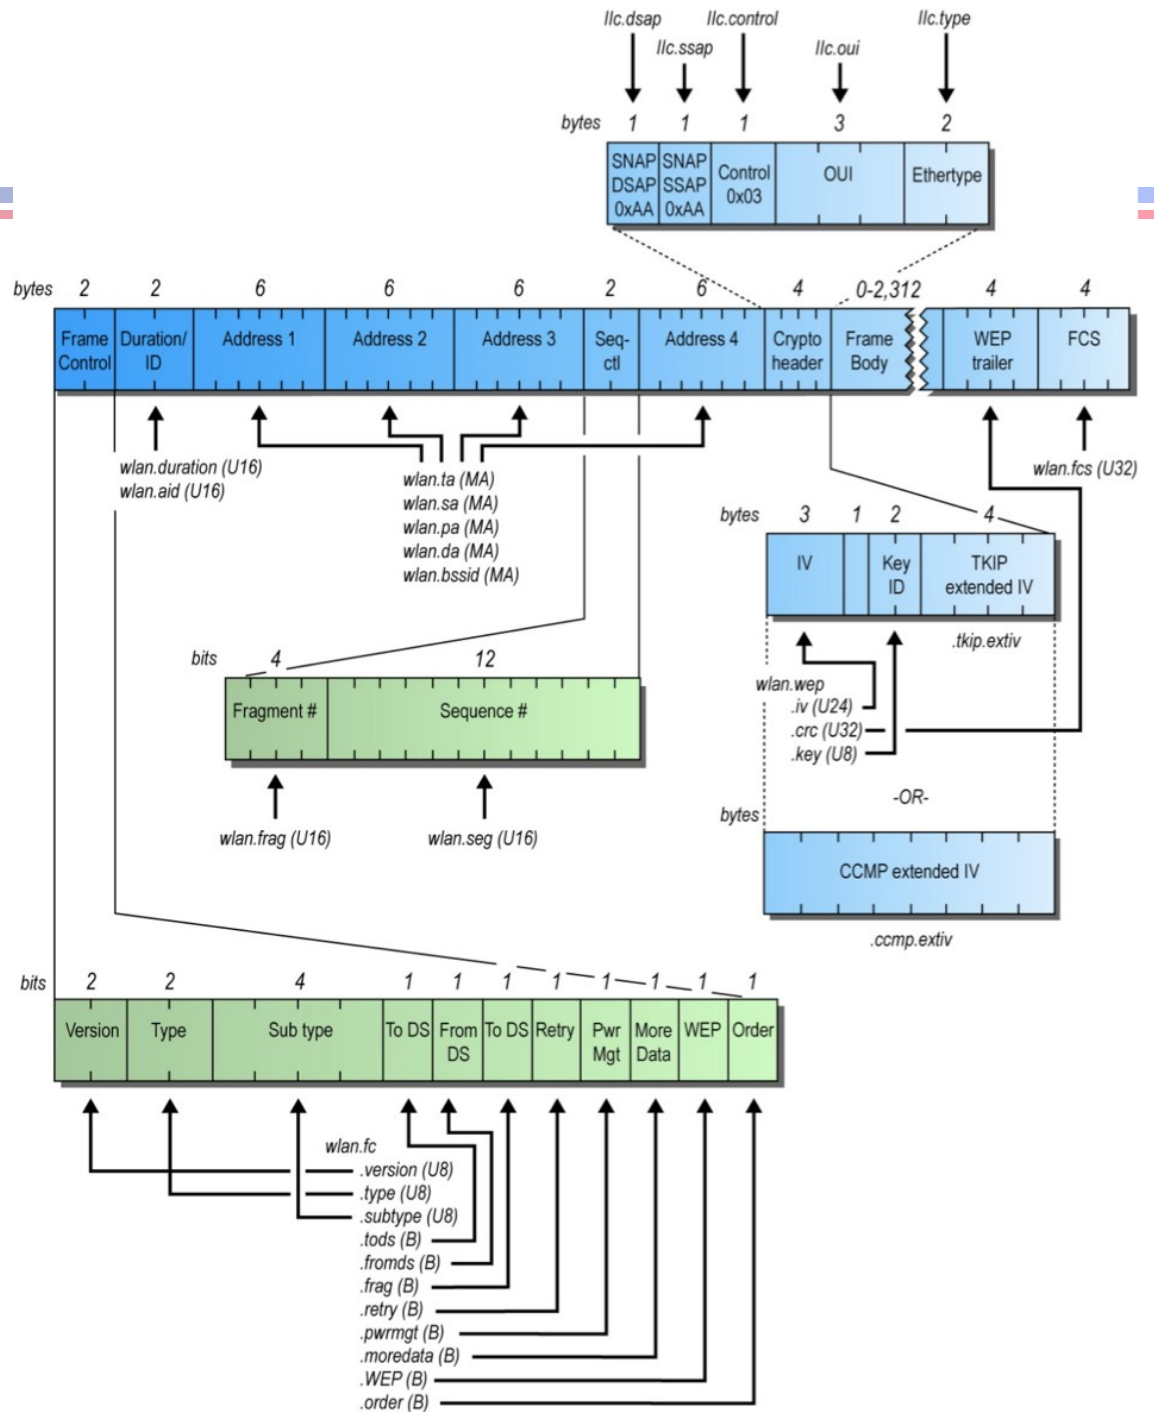 llc.dsap llc.control llc.type
llc.ssap llc.oui
bytes 1 1 1 3 2
SNAP DSAP 0xAA
SNAP SSAP 0xAA
Control 0x03
OUI
Ethertype
bytes 2 2 6 6 6 2 6 4 0-2,312 4 4
Frame Control
Duration/ ID
Address 1
Address 2
Address 3
Seq- ctl
Address 4
Crypto header
Frame Body
WEP trailer
FCS
wlan.duration (U16)
wlan.aid (U16)
wlan.ta (MA)
wlan.sa (MA)
wlan.pa (MA)
wlan.da (MA)
wlan.bssid (MA)
wlan.fcs (U32)
bytes 3 1 2 4
IV
Key ID
TKIP extended IV
.tkip.extiv
wlan.wep
.iv (U24)
.crc (U32)
.key (U8)
-OR-
bytes
CCMP extended IV
.ccmp.extiv
bits 4 12
Fragment #
Sequence #
wlan.frag (U16)
wlan.seg (U16)
bits 2 2 4 1 1 1 1 1 1 1 1
Version
Type
Sub type
To DS
From DS
To DS
Retry
Pwr Mgt
More Data
WEP
Order
wlan.fc
.version (U8)
.type (U8)
.subtype (U8)
.tods (B)
.fromds (B)
.frag (B)
.retry (B)
.pwrmgt (B)
.moredata (B)
.WEP (B)
.order (B)